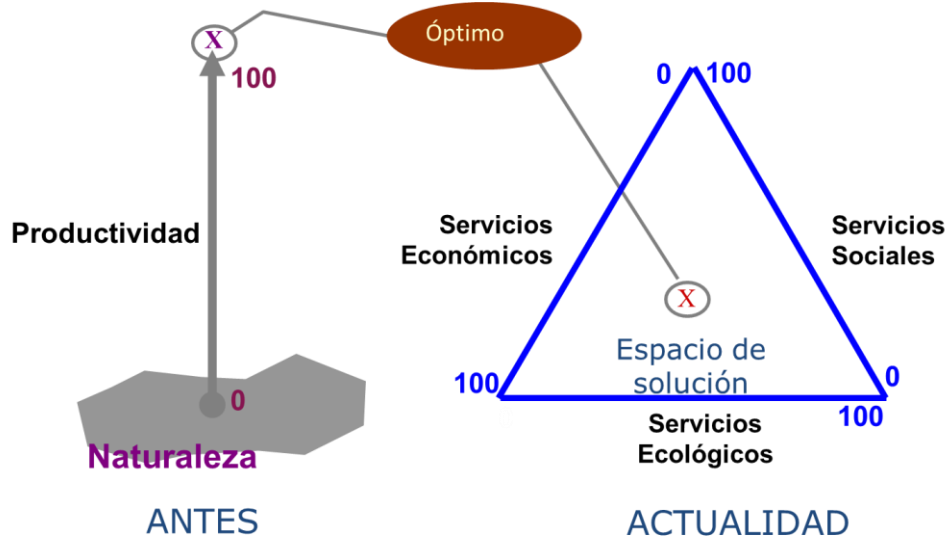 X
100
Productividad
0
Naturaleza
ANTES
Óptimo
0 100
Servicios
Económicos
Servicios
Sociales
X
Espacio de
solución
100
0
100
Servicios
Ecológicos
ACTUALIDAD